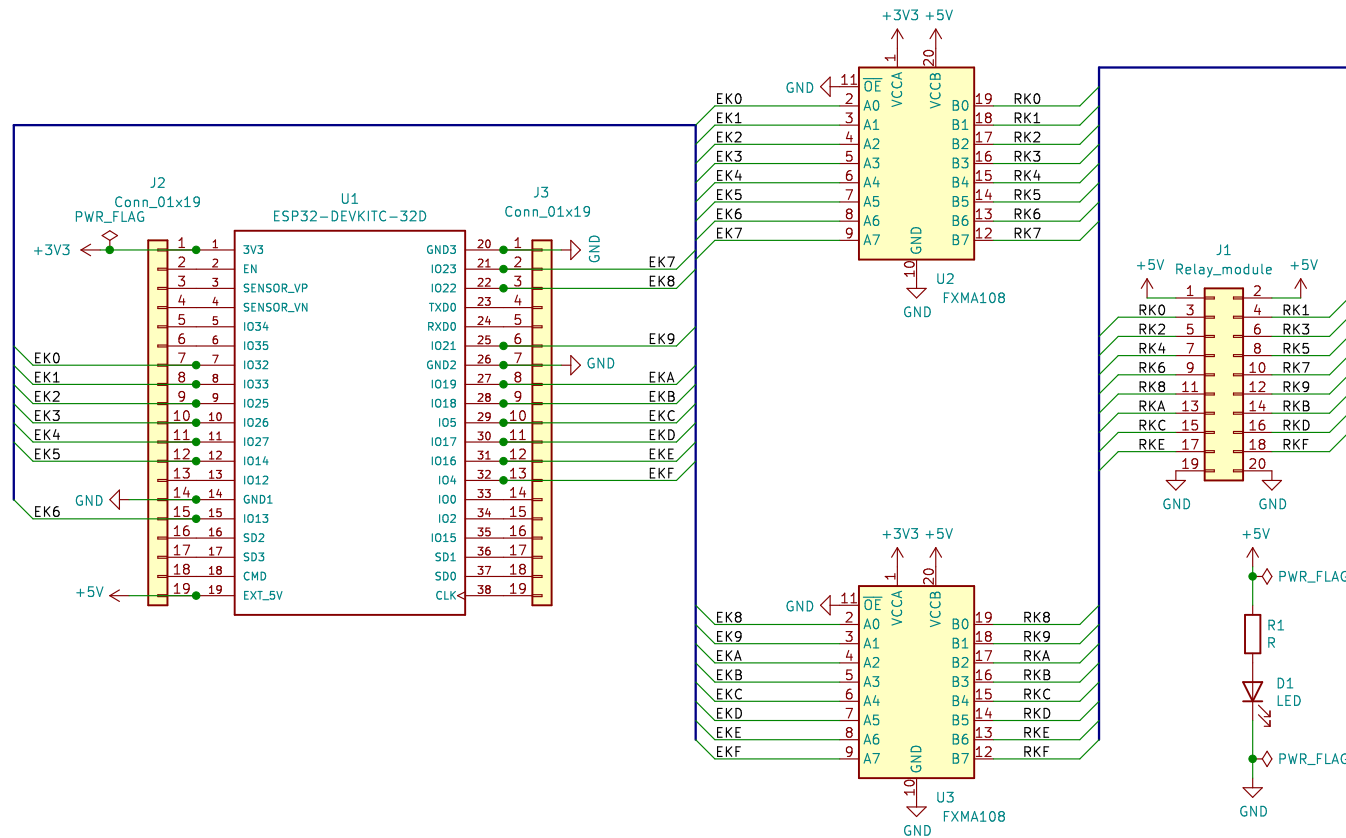 +3V3 +5V
1 20
VCCA VCCB
GND 11 OE
EK0 2 A0 B0 19 RK0
EK1 3 A1 B1 18 RK1
EK2 4 A2 B2 17 RK2
EK3 5 A3 B3 16 RK3
EK4 6 A4 B4 15 RK4
EK5 7 A5 B5 14 RK5
EK6 8 A6 B6 13 RK6
EK7 9 A7 B7 12 RK7
GND
10
GND
U2
FXMA108
J2
Conn_01x19
PWR_FLAG
+3V3
U1
ESP32-DEVKITC-32D
J3
Conn_01x19
1 1 3V3 GND3 20 1 GND
2 2 EN IO23 21 2 EK7
3 3 SENSOR_VP IO22 22 3 EK8
4 4 SENSOR_VN TXD0 23 4
5 5 IO34 RXD0 24 5
6 6 IO35 IO21 25 6 EK9
EK0 7 7 IO32 GND2 26 7 GND
EK1 8 8 IO33 IO19 27 8 EKA
EK2 9 9 IO25 IO18 28 9 EKB
EK3 10 10 IO26 IO5 29 10 EKC
EK4 11 11 IO27 IO17 30 11 EKD
EK5 12 12 IO14 IO16 31 12 EKE
13 13 IO12 IO4 32 13 EKF
GND 14 14 GND1 IO0 33 14
EK6 15 15 IO13 IO2 34 15
16 16 SD2 IO15 35 16
17 17 SD3 SD1 36 17
18 18 CMD SD0 37 18
+5V 19 19 EXT_5V CLK 38 19
J1
Relay_module
+5V +5V
1 2
RK0 3 4 RK1
RK2 5 6 RK3
RK4 7 8 RK5
RK6 9 10 RK7
RK8 11 12 RK9
RKA 13 14 RKB
RKC 15 16 RKD
RKE 17 18 RKF
19 20
GND GND
+3V3 +5V
1 20
VCCA VCCB
GND 11 OE
EK8 2 A0 B0 19 RK8
EK9 3 A1 B1 18 RK9
EKA 4 A2 B2 17 RKA
EKB 5 A3 B3 16 RKB
EKC 6 A4 B4 15 RKC
EKD 7 A5 B5 14 RKD
EKE 8 A6 B6 13 RKE
EKF 9 A7 B7 12 RKF
GND
10
GND
U3
FXMA108
+5V
PWR_FLAG
R1
R
D1
LED
PWR_FLAG
GND